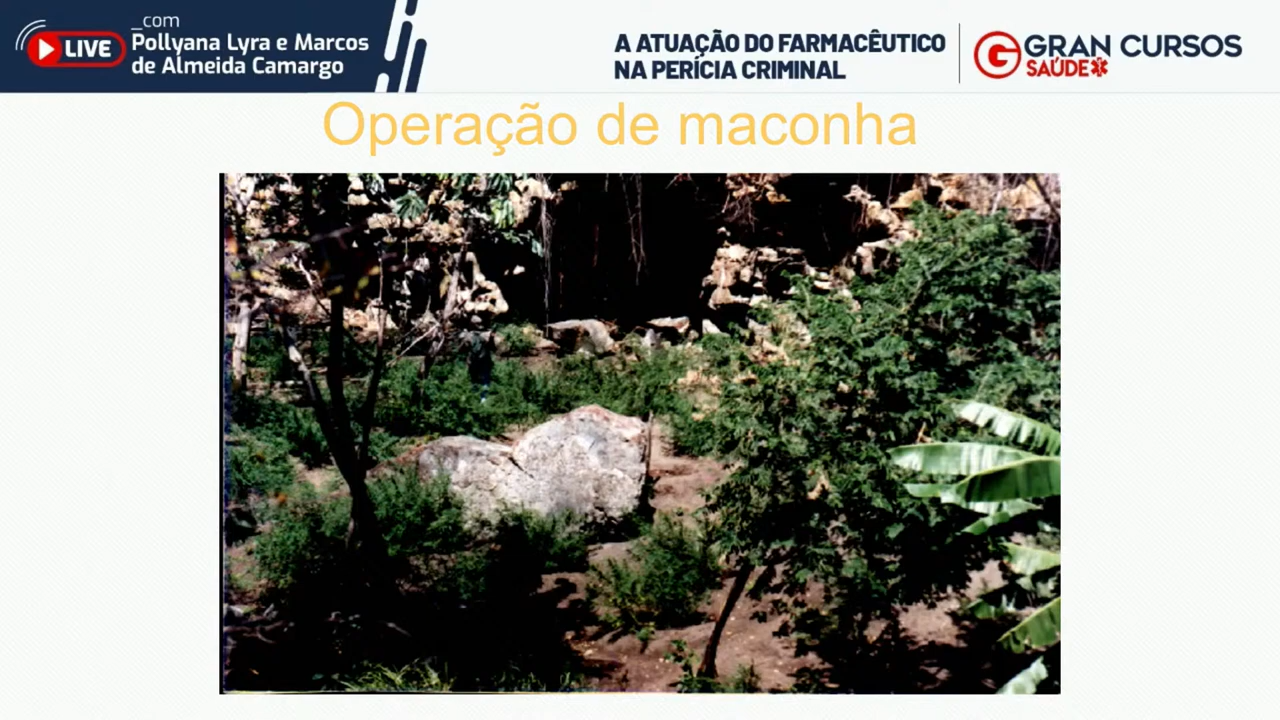 _com
LIVE
Pollyana Lyra e Marcos
de Almeida Camargo
A ATUAÇÃO DO FARMACÊUTICO
NA PERÍCIA CRIMINAL
G GRAN CURSOS
SAÚDE
Operação de maconha